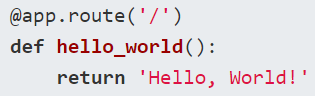 @app.route('/')
def hello_world():
    return 'Hello, World!'